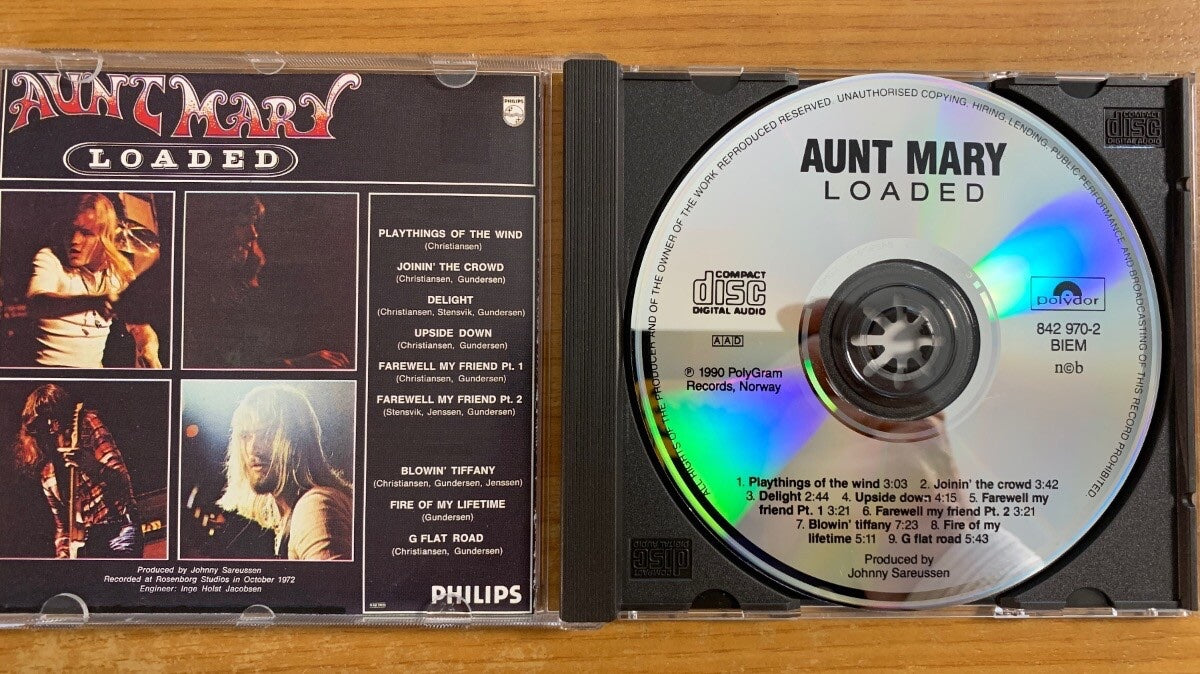 AUNT MARY
LOADED
PHILIPS
PLAYTHINGS OF THE WIND
(Christiansen)
JOININ' THE CROWD
(Christiansen, Gundersen)
DELIGHT
(Christiansen, Stensvik, Gundersen)
UPSIDE DOWN
(Christiansen, Gundersen)
FAREWELL MY FRIEND Pt. 1
(Christiansen, Gundersen)
FAREWELL MY FRIEND Pt. 2
(Stensvik, Jenssen, Gundersen)
BLOWIN' TIFFANY
(Christiansen, Gundersen, Jenssen)
FIRE OF MY LIFETIME
(Gundersen)
G FLAT ROAD
(Christiansen, Gundersen)
Produced by Johnny Sareussen
Recorded at Rosenborg Studios in October 1972
Engineer: Inge Holst Jacobsen
PHILIPS
COMPACT
disc
DIGITAL AUDIO
ALL RIGHTS OF THE PRODUCER AND OF THE OWNER OF THE WORK REPRODUCED RESERVED. UNAUTHORISED COPYING, HIRING, LENDING, PUBLIC PERFORMANCE AND BROADCASTING OF THIS RECORD PROHIBITED.
AUNT MARY
LOADED
COMPACT
disc
DIGITAL AUDIO
AAD
℗ 1990 PolyGram
Records, Norway
polydor
842 970-2
BIEM
n©b
1. Playthings of the wind 3:03 2. Joinin' the crowd 3:42
3. Delight 2:44 4. Upside down 4:15 5. Farewell my
friend Pt. 1 3:21 6. Farewell my friend Pt. 2 3:21
7. Blowin' tiffany 7:23 8. Fire of my
lifetime 5:11 9. G flat road 5:43
Produced by
Johnny Sareussen
COMPACT
disc
DIGITAL AUDIO